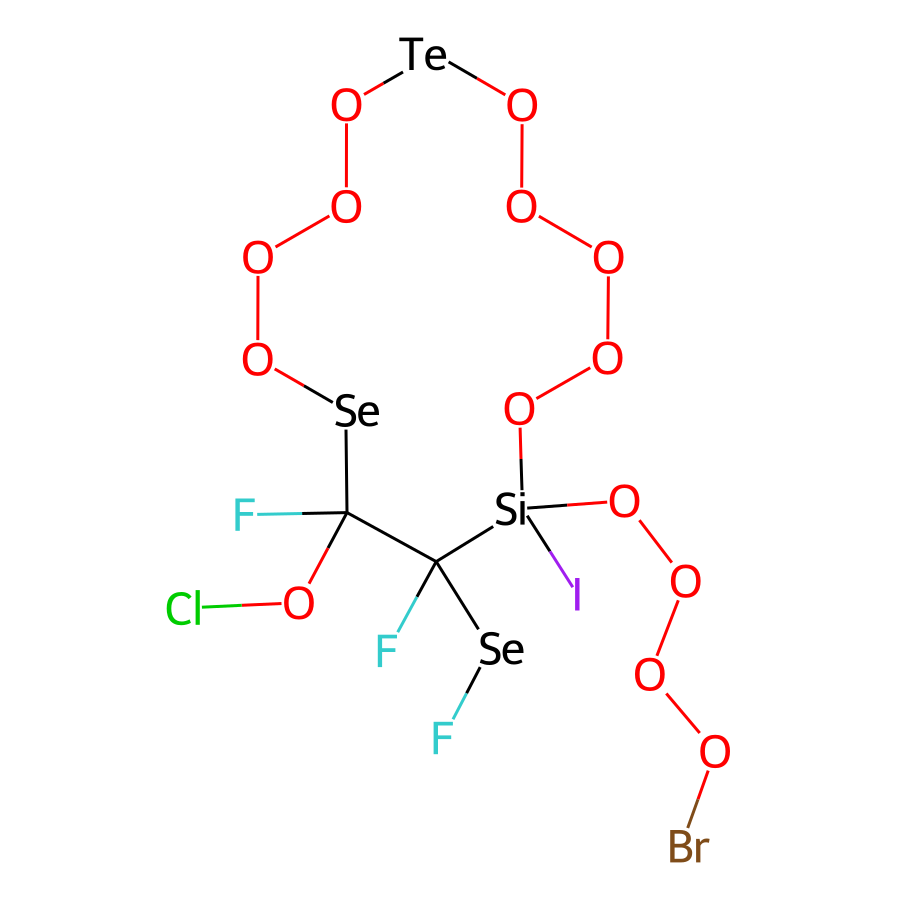 Te
O O
O O
O O
O O
Se O
F Si O
Cl O I O
F Se O
F O
Br